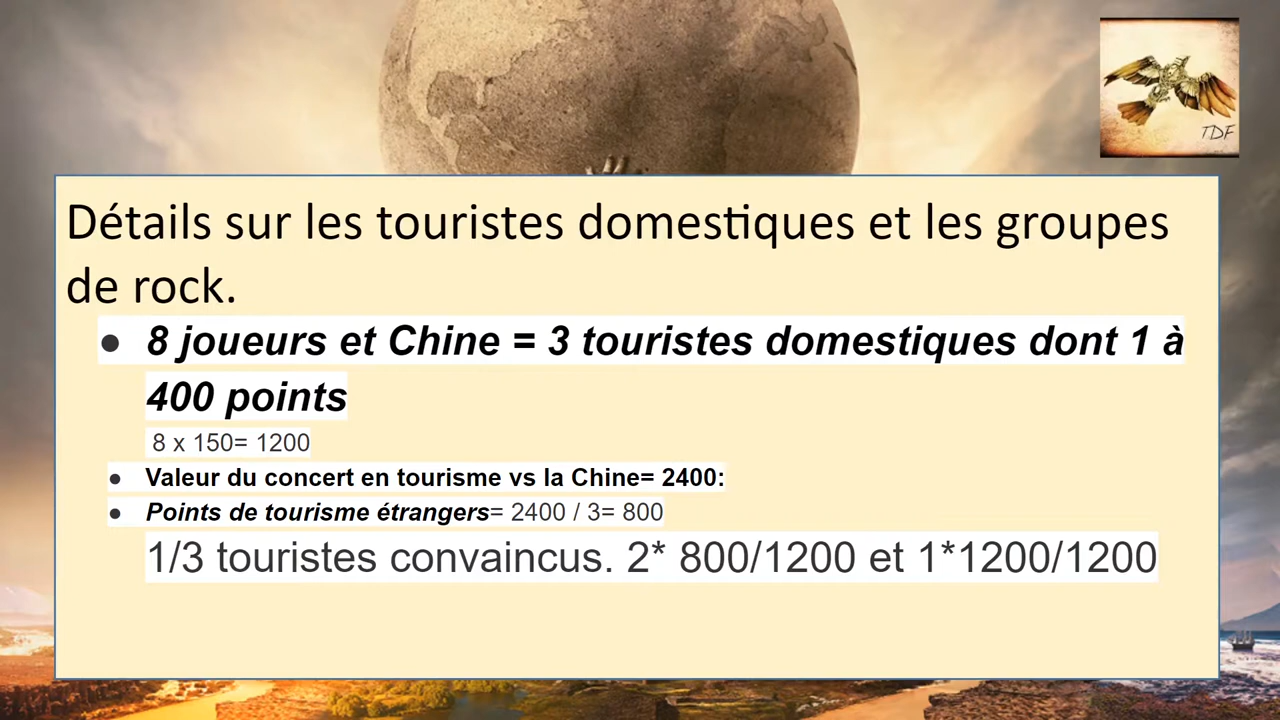 TDF
Détails sur les touristes domestiques et les groupes
de rock.
● 8 joueurs et Chine = 3 touristes domestiques dont 1 à
400 points
8 x 150= 1200
● Valeur du concert en tourisme vs la Chine= 2400:
● Points de tourisme étrangers= 2400 / 3= 800
1/3 touristes convaincus. 2* 800/1200 et 1*1200/1200